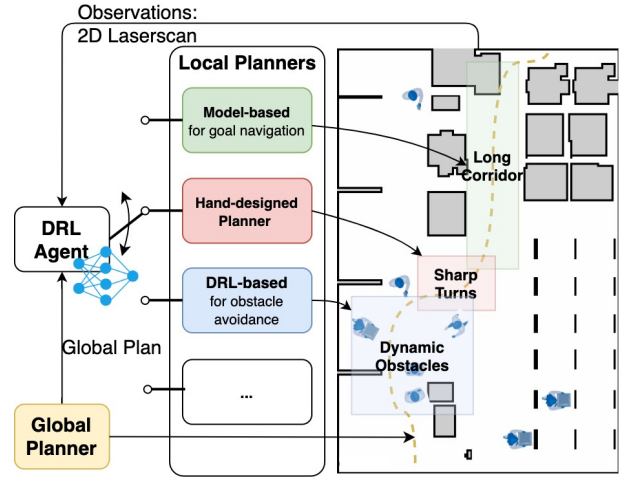 Observations:
2D Laserscan
Local Planners
Model-based
for goal navigation
Hand-designed
Planner
DRL-based
for obstacle
avoidance
...
DRL
Agent
Global Plan
Global
Planner
Long
Corridor
Sharp
Turns
Dynamic
Obstacles